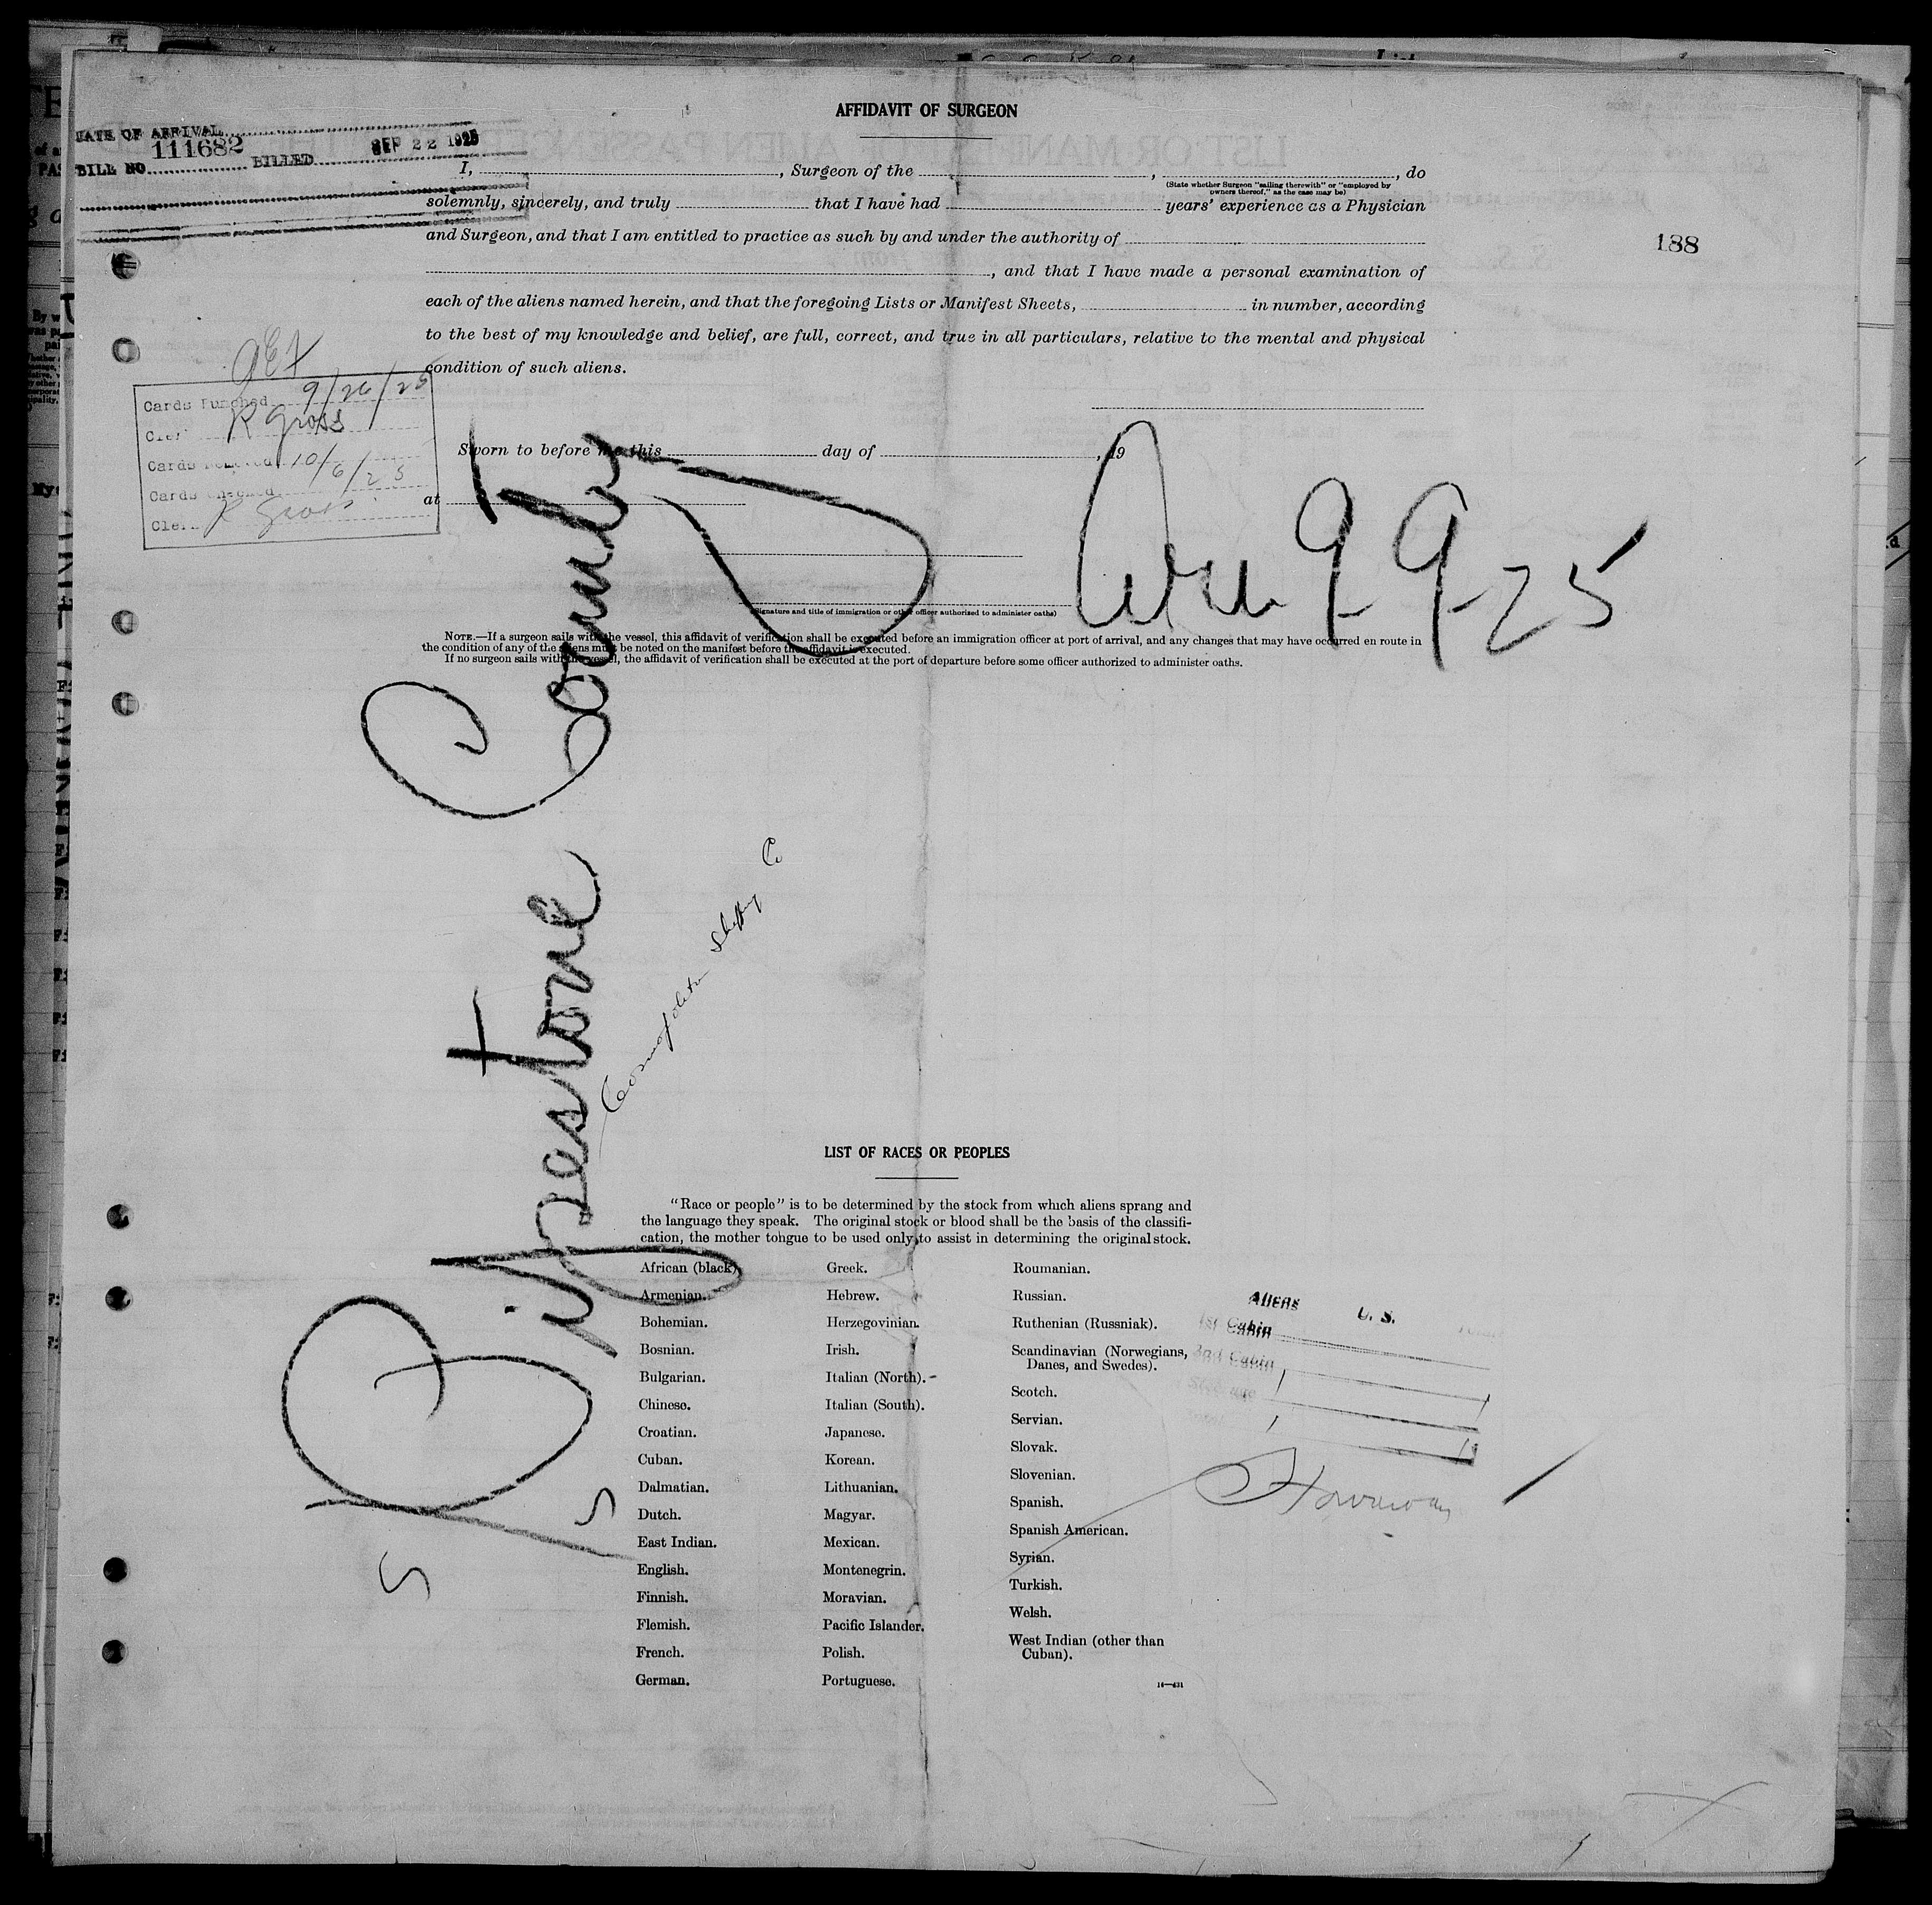 AFFIDAVIT OF SURGEON
DATE OF ARRIVAL
BILL NO 111682 BILLED SEP 22 1925
I, , Surgeon of the , , do
(State whether Surgeon "sailing therewith" or "employed by owners thereof," as the case may be)
solemnly, sincerely, and truly that I have had years' experience as a Physician
and Surgeon, and that I am entitled to practice as such by and under the authority of
188
, and that I have made a personal examination of
each of the aliens named herein, and that the foregoing Lists or Manifest Sheets, in number, according
to the best of my knowledge and belief, are full, correct, and true in all particulars, relative to the mental and physical
condition of such aliens.
Cards Punched 9/26/25
Clerk R Gross
Cards 10/6/25
Cards Checked
Clerk R Gross
Sworn to before me this day of , 19
at
Arr 9-9-25
(Signature and title of immigration or other officer authorized to administer oaths)
NOTE.—If a surgeon sails with the vessel, this affidavit of verification shall be executed before an immigration officer at port of arrival, and any changes that may have occurred en route in
the condition of any of the aliens must be noted on the manifest before the affidavit is executed.
If no surgeon sails with the vessel, the affidavit of verification shall be executed at the port of departure before some officer authorized to administer oaths.
SS Pipestone County
Cosmopolitan Shipping Co
LIST OF RACES OR PEOPLES
"Race or people" is to be determined by the stock from which aliens sprang and
the language they speak. The original stock or blood shall be the basis of the classifi-
cation, the mother tongue to be used only to assist in determining the original stock.
African (black)
Armenian.
Bohemian.
Bosnian.
Bulgarian.
Chinese.
Croatian.
Cuban.
Dalmatian.
Dutch.
East Indian.
English.
Finnish.
Flemish.
French.
German.
Greek.
Hebrew.
Herzegovinian.
Irish.
Italian (North).
Italian (South).
Japanese.
Korean.
Lithuanian.
Magyar.
Mexican.
Montenegrin.
Moravian.
Pacific Islander.
Polish.
Portuguese.
Roumanian.
Russian.
Ruthenian (Russniak).
Scandinavian (Norwegians,
Danes, and Swedes).
Scotch.
Servian.
Slovak.
Slovenian.
Spanish.
Spanish American.
Syrian.
Turkish.
Welsh.
West Indian (other than
Cuban).
16—431
Aliens U. S.
1st Cabin
2nd Cabin